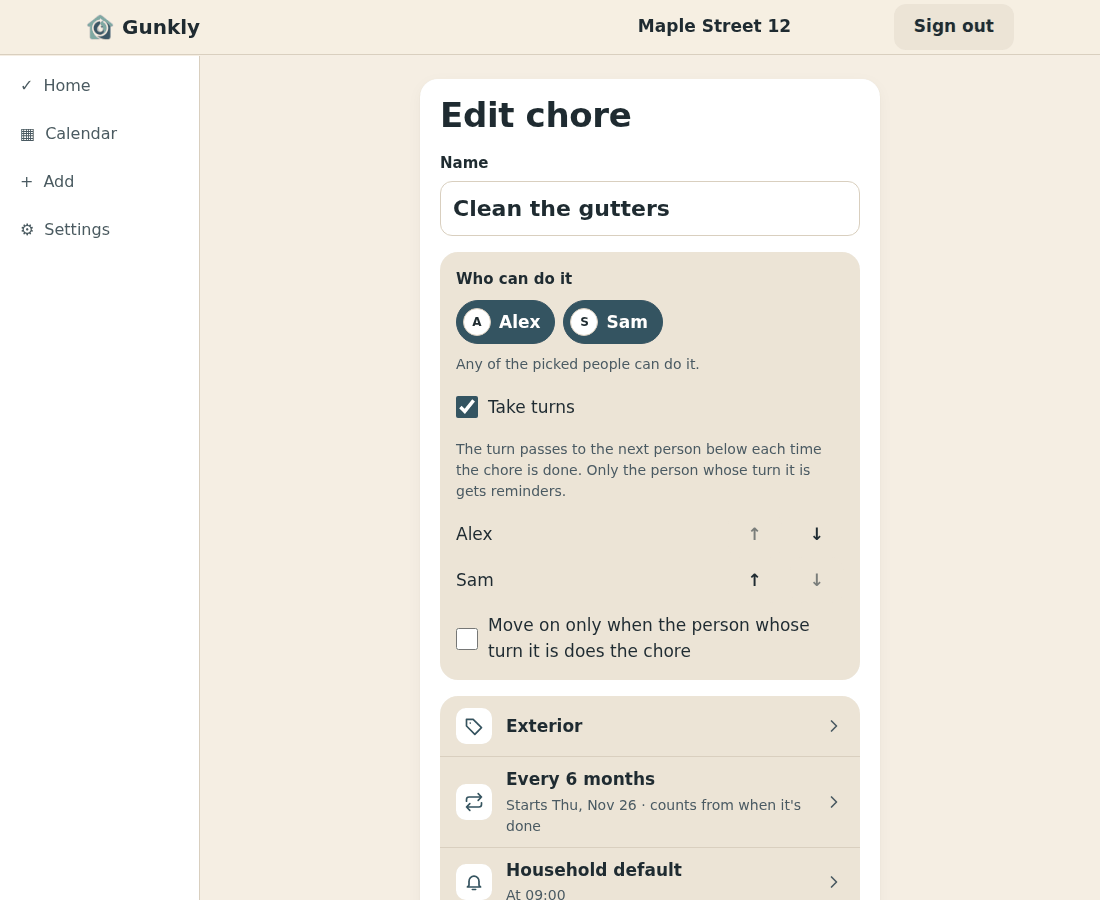 Gunkly
Maple Street 12
Sign out
✓ Home
▦ Calendar
+ Add
⚙ Settings
Edit chore
Name
Clean the gutters
Who can do it
A Alex
S Sam
Any of the picked people can do it.
Take turns
The turn passes to the next person below each time
the chore is done. Only the person whose turn it is
gets reminders.
Alex ↑ ↓
Sam ↑ ↓
Move on only when the person whose
turn it is does the chore
Exterior
Every 6 months
Starts Thu, Nov 26 · counts from when it's
done
Household default
At 09:00